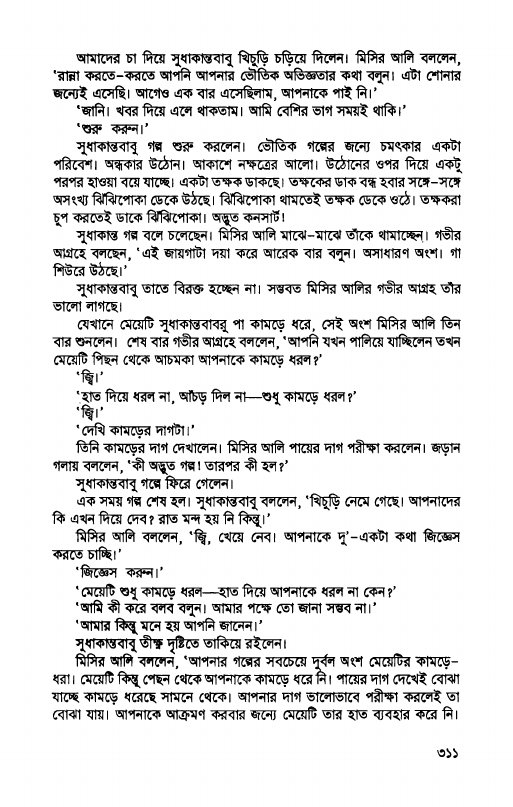 আমাদের চা দিয়ে সুধাকান্তবাবু খিচুড়ি চড়িয়ে দিলেন। মিসির আলি বললেন,
'রান্না করতে-করতে আপনি আপনার ভৌতিক অভিজ্ঞতার কথা বলুন। এটা শোনার
জন্যেই এসেছি। আগেও এক বার এসেছিলাম, আপনাকে পাই নি।'
'জানি। খবর দিয়ে এলে থাকতাম। আমি বেশির ভাগ সময়ই থাকি।'
'শুরু করুন।'
সুধাকান্তবাবু গল্প শুরু করলেন। ভৌতিক গল্পের জন্যে চমৎকার একটা
পরিবেশ। অন্ধকার উঠোন। আকাশে নক্ষত্রের আলো। উঠোনের ওপর দিয়ে একটু
পরপর হাওয়া বয়ে যাচ্ছে। একটা তক্ষক ডাকছে। তক্ষকের ডাক বন্ধ হবার সঙ্গে-সঙ্গে
অসংখ্য ঝিঁঝিপোকা ডেকে উঠছে। ঝিঁঝিপোকা থামতেই তক্ষক ডেকে ওঠে। তক্ষকরা
চুপ করতেই ডাকে ঝিঁঝিপোকা। অদ্ভুত কনসার্ট!
সুধাকান্ত গল্প বলে চলেছেন। মিসির আলি মাঝে-মাঝে তাঁকে থামাচ্ছেন। গভীর
আগ্রহে বলছেন, 'এই জায়গাটা দয়া করে আরেক বার বলুন। অসাধারণ অংশ। গা
শিউরে উঠছে।'
সুধাকান্তবাবু তাতে বিরক্ত হচ্ছেন না। সম্ভবত মিসির আলির গভীর আগ্রহ তাঁর
ভালো লাগছে।
যেখানে মেয়েটি সুধাকান্তবাবুর পা কামড়ে ধরে, সেই অংশ মিসির আলি তিন
বার শুনলেন। শেষ বার গভীর আগ্রহে বললেন, 'আপনি যখন পালিয়ে যাচ্ছিলেন তখন
মেয়েটি পিছন থেকে আচমকা আপনাকে কামড়ে ধরল?'
'জ্বি।'
'হাত দিয়ে ধরল না, আঁচড় দিল না—শুধু কামড়ে ধরল?'
'জ্বি।'
'দেখি কামড়ের দাগটা।'
তিনি কামড়ের দাগ দেখালেন। মিসির আলি পায়ের দাগ পরীক্ষা করলেন। জড়ান
গলায় বললেন, 'কী অদ্ভুত গল্প! তারপর কী হল?'
সুধাকান্তবাবু গল্পে ফিরে গেলেন।
এক সময় গল্প শেষ হল। সুধাকান্তবাবু বললেন, 'খিচুড়ি নেমে গেছে। আপনাদের
কি এখন দিয়ে দেব? রাত মন্দ হয় নি কিন্তু।'
মিসির আলি বললেন, 'জ্বি, খেয়ে নেব। আপনাকে দু'-একটা কথা জিজ্ঞেস
করতে চাচ্ছি।'
'জিজ্ঞেস করুন।'
'মেয়েটি শুধু কামড়ে ধরল—হাত দিয়ে আপনাকে ধরল না কেন?'
'আমি কী করে বলব বলুন। আমার পক্ষে তো জানা সম্ভব না।'
'আমার কিন্তু মনে হয় আপনি জানেন।'
সুধাকান্তবাবু তীক্ষ্ণ দৃষ্টিতে তাকিয়ে রইলেন।
মিসির আলি বললেন, 'আপনার গল্পের সবচেয়ে দুর্বল অংশ মেয়েটির কামড়ে-
ধরা। মেয়েটি কিন্তু পেছন থেকে আপনাকে কামড়ে ধরে নি। পায়ের দাগ দেখেই বোঝা
যাচ্ছে কামড়ে ধরেছে সামনে থেকে। আপনার দাগ ভালোভাবে পরীক্ষা করলেই তা
বোঝা যায়। আপনাকে আক্রমণ করবার জন্যে মেয়েটি তার হাত ব্যবহার করে নি।
৩১১